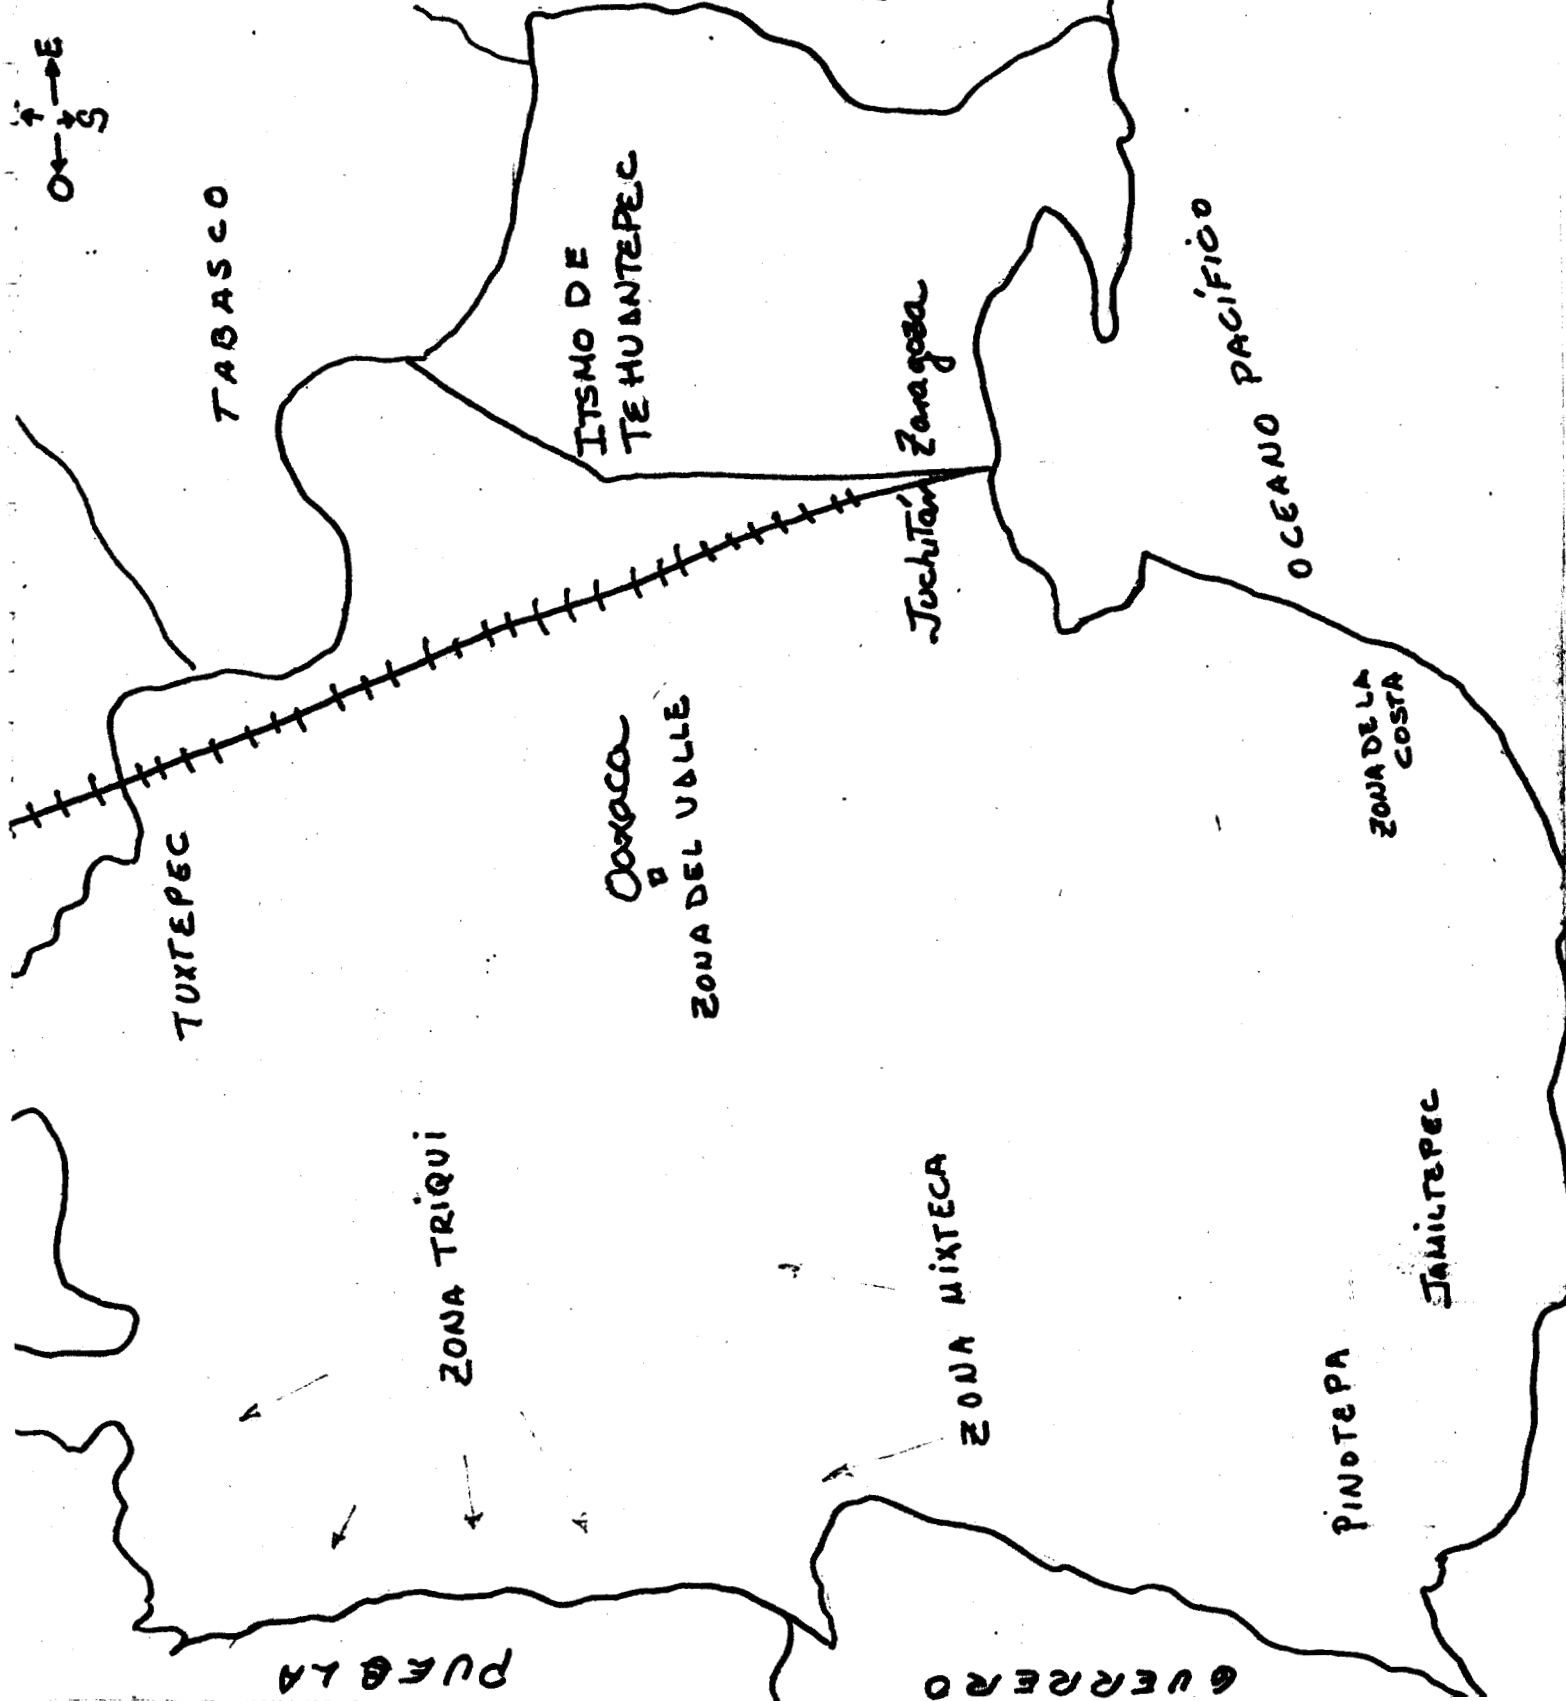 O
E
S
TABASCO
ITSMO DE
TEHUANTEPEC
Zaragoza
Juchitán
OCEANO PACÍFICO
TUXTEPEC
Oaxaca
ZONA DEL VALLE
ZONA DE LA
COSTA
ZONA TRIQUI
ZONA MIXTECA
JAMILTEPEC
PINOTEPA
PUEBLA
GUERRERO